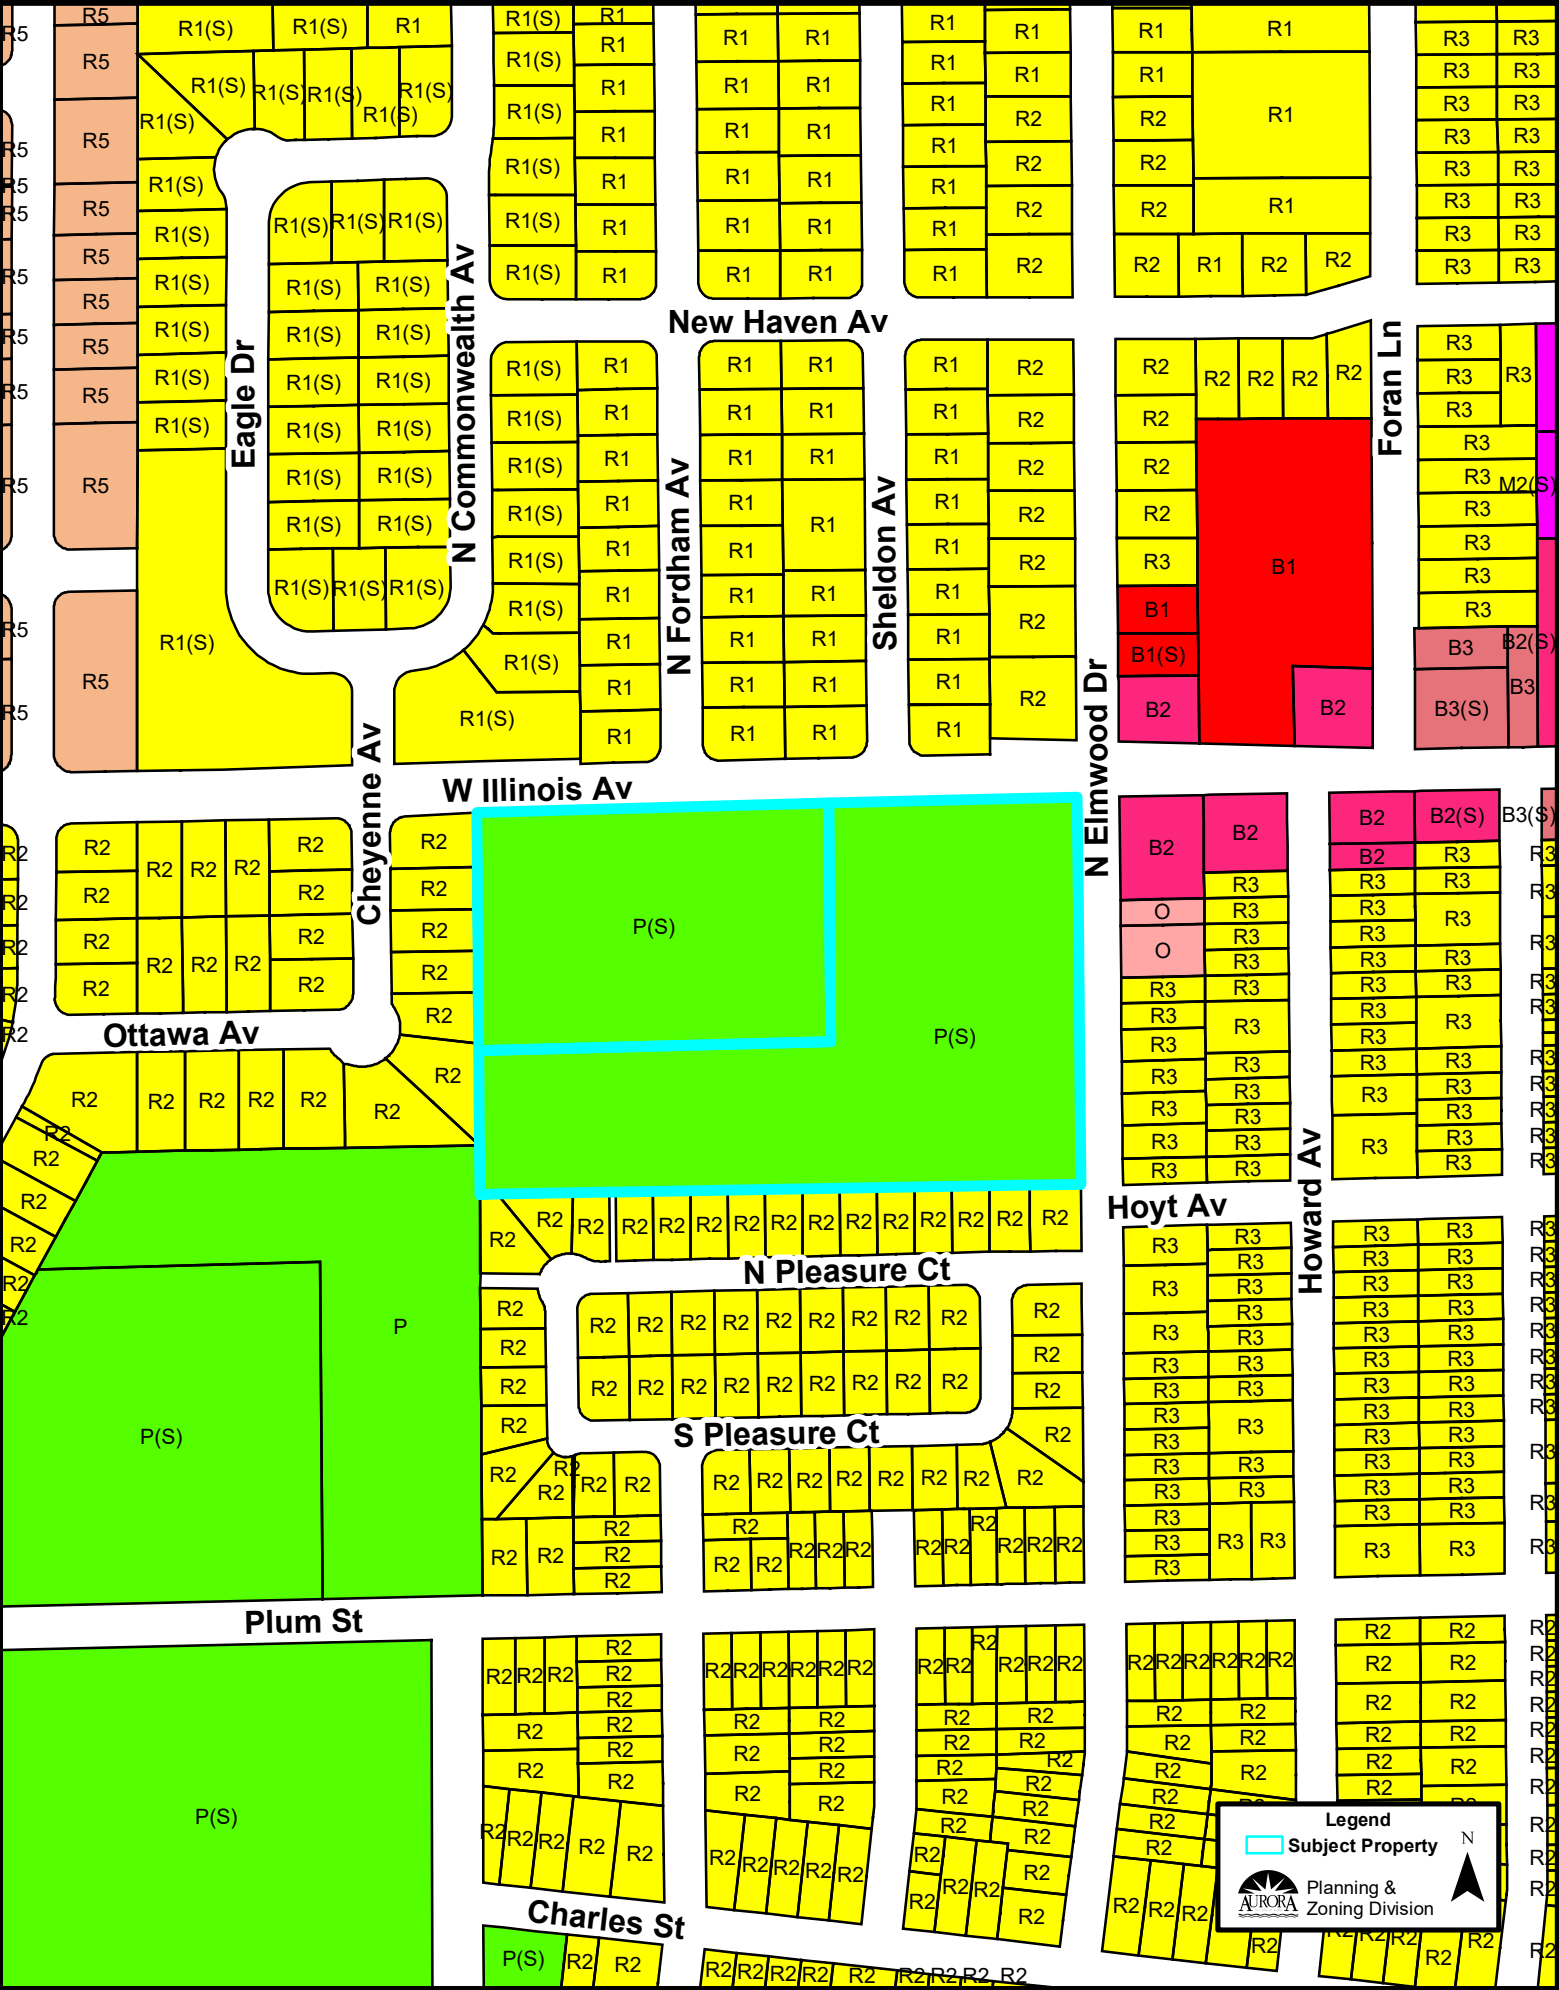 New Haven Av
Eagle Dr
N Commonwealth Av
N Fordham Av
Sheldon Av
Foran Ln
N Elmwood Dr
Cheyenne Av
W Illinois Av
Ottawa Av
Hoyt Av
Howard Av
N Pleasure Ct
S Pleasure Ct
Plum St
Charles St
R5
R1(S)
R1
R2
R3
B1
B1(S)
B2
B2(S)
B3
B3(S)
M2(S)
O
P
P(S)
Legend
Subject Property
N
AURORA
Planning &
Zoning Division